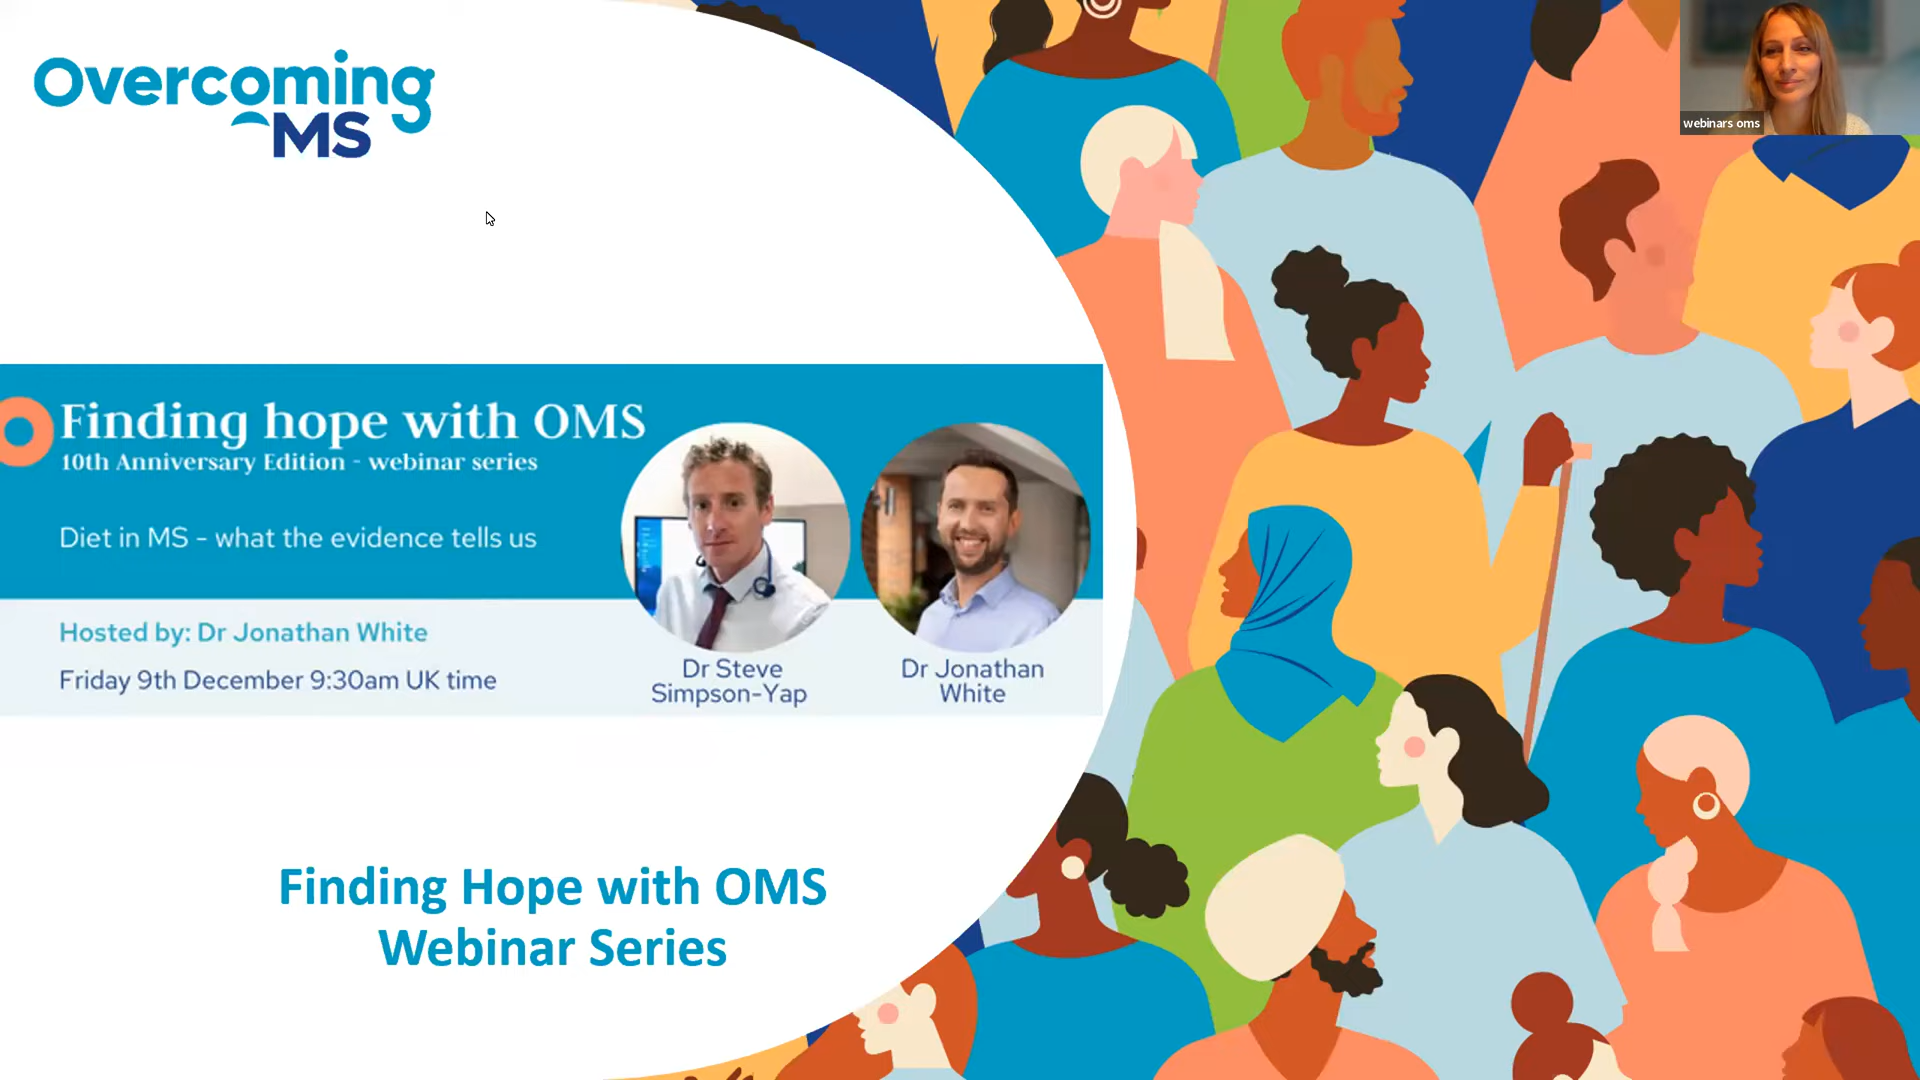 Overcoming
MS
webinars oms
Finding hope with OMS
10th Anniversary Edition - webinar series
Diet in MS - what the evidence tells us
Hosted by: Dr Jonathan White
Friday 9th December 9:30am UK time
Dr Steve
Simpson-Yap
Dr Jonathan
White
Finding Hope with OMS
Webinar Series